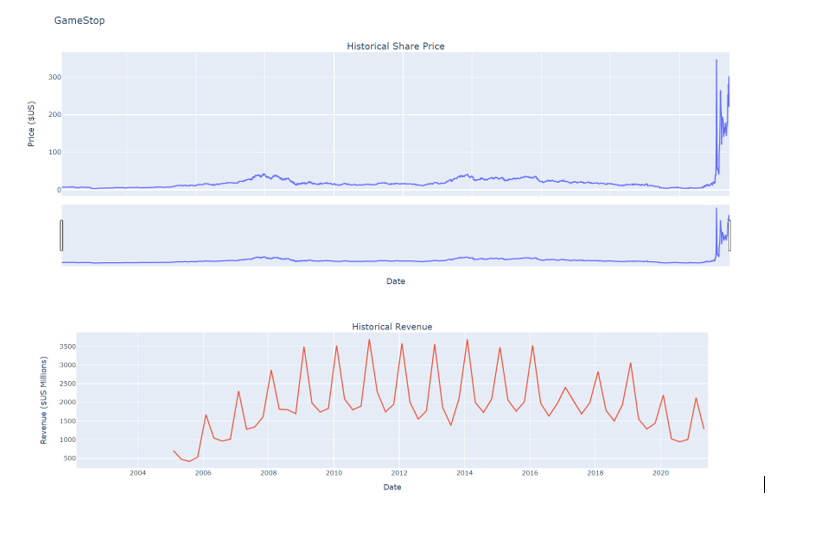 GameStop
Historical Share Price
300
200
100
0
Price ($US)
Date
Historical Revenue
3500
3000
2500
2000
1500
1000
500
Revenue ($US Millions)
2004 2006 2008 2010 2012 2014 2016 2018 2020
Date